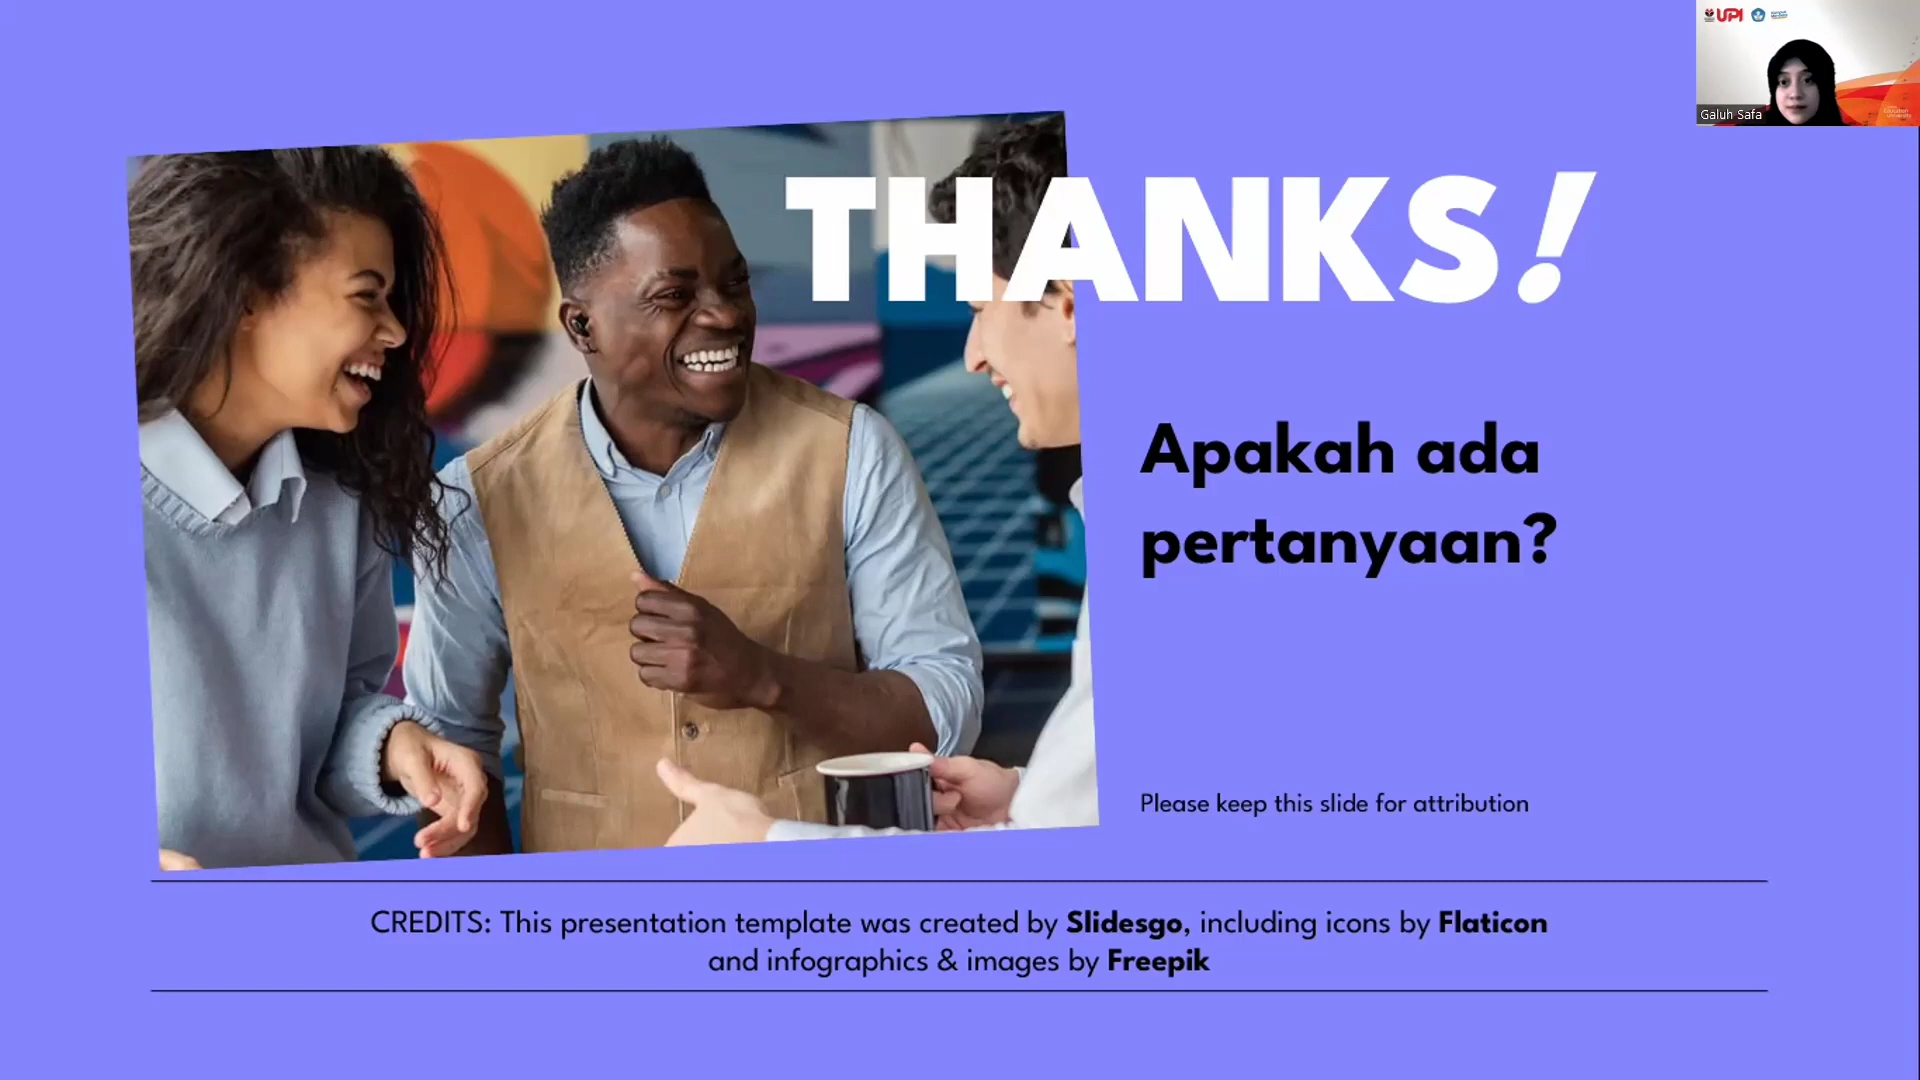 UPI
Galuh Safa
THANKS!
Apakah ada
pertanyaan?
Please keep this slide for attribution
CREDITS: This presentation template was created by Slidesgo, including icons by Flaticon
and infographics & images by Freepik